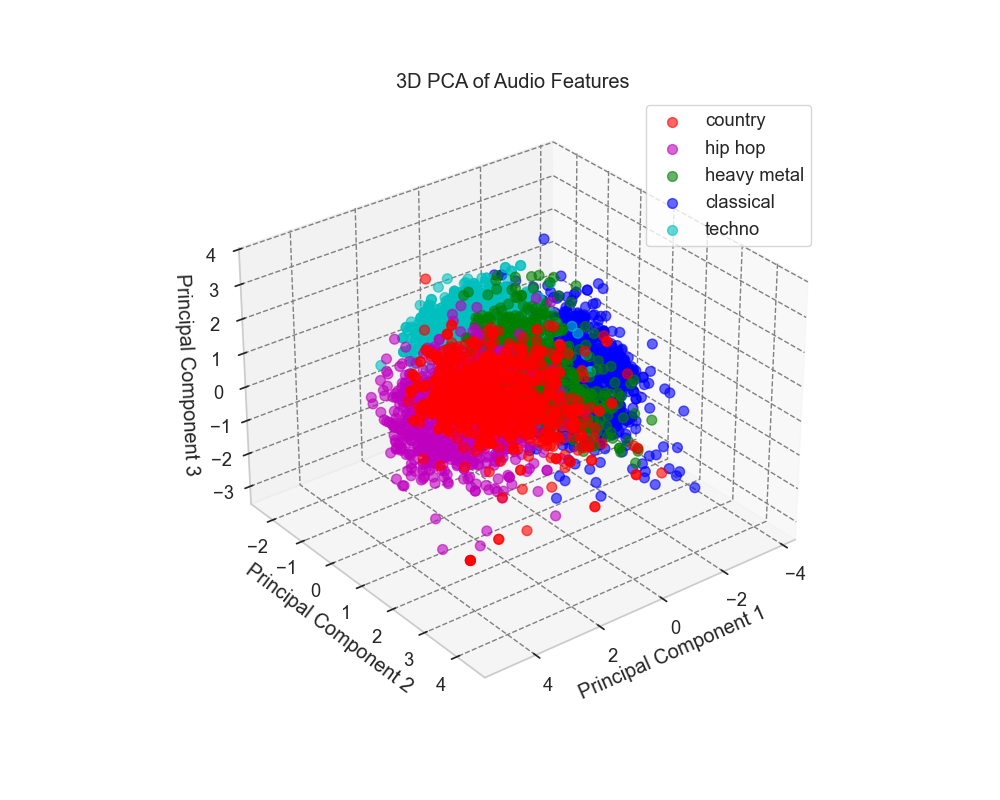 3D PCA of Audio Features
country
hip hop
heavy metal
classical
techno
4
3
2
1
0
−1
−2
−3
Principal Component 3
−2
−1
0
1
2
3
4
Principal Component 2
4
2
0
−2
−4
Principal Component 1